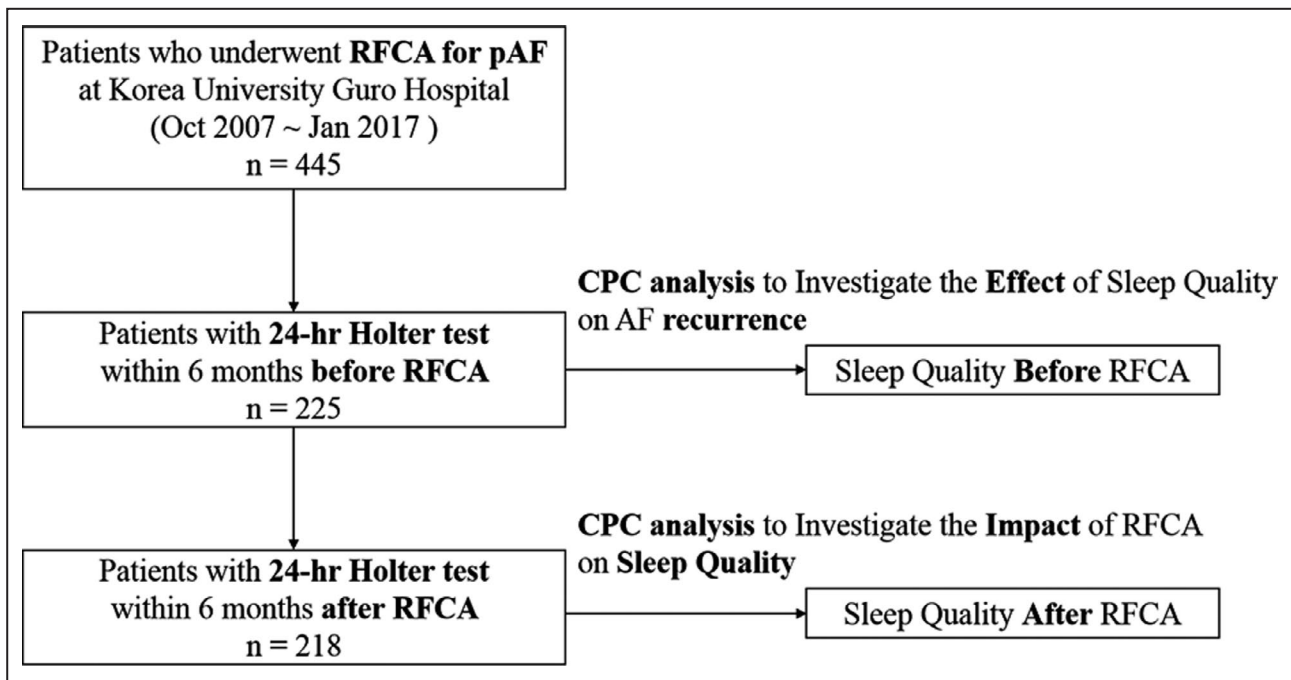 Patients who underwent RFCA for pAF
at Korea University Guro Hospital
(Oct 2007 ~ Jan 2017 )
n = 445
CPC analysis to Investigate the Effect of Sleep Quality
on AF recurrence
Patients with 24-hr Holter test
within 6 months before RFCA
n = 225
Sleep Quality Before RFCA
CPC analysis to Investigate the Impact of RFCA
on Sleep Quality
Patients with 24-hr Holter test
within 6 months after RFCA
n = 218
Sleep Quality After RFCA